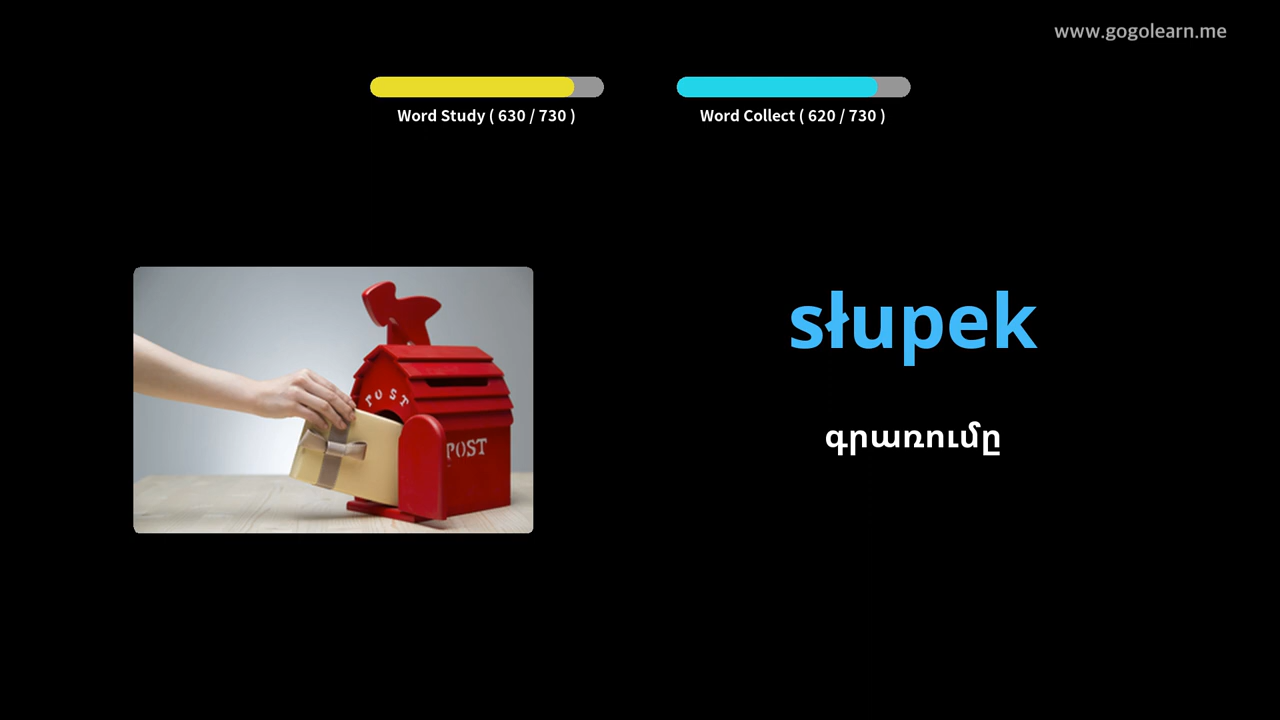 www.gogolearn.me
Word Study ( 630 / 730 )
Word Collect ( 620 / 730 )
POST
POST
słupek
գրառումը